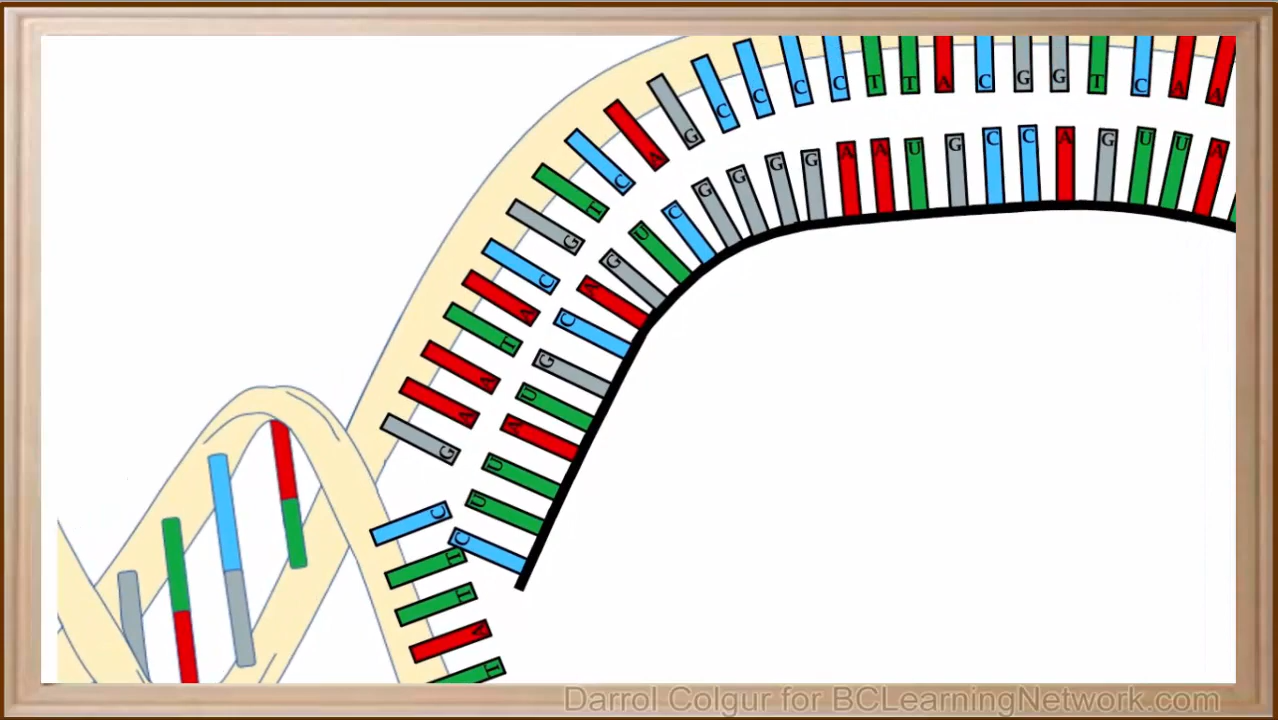 G A A T A C G T C A G C C C C T T A C G G T C A A
C U U A U G C A G U C G G G G A A U G C C A G U U A
C T T A T
Darrol Colgur for BCLearningNetwork.com